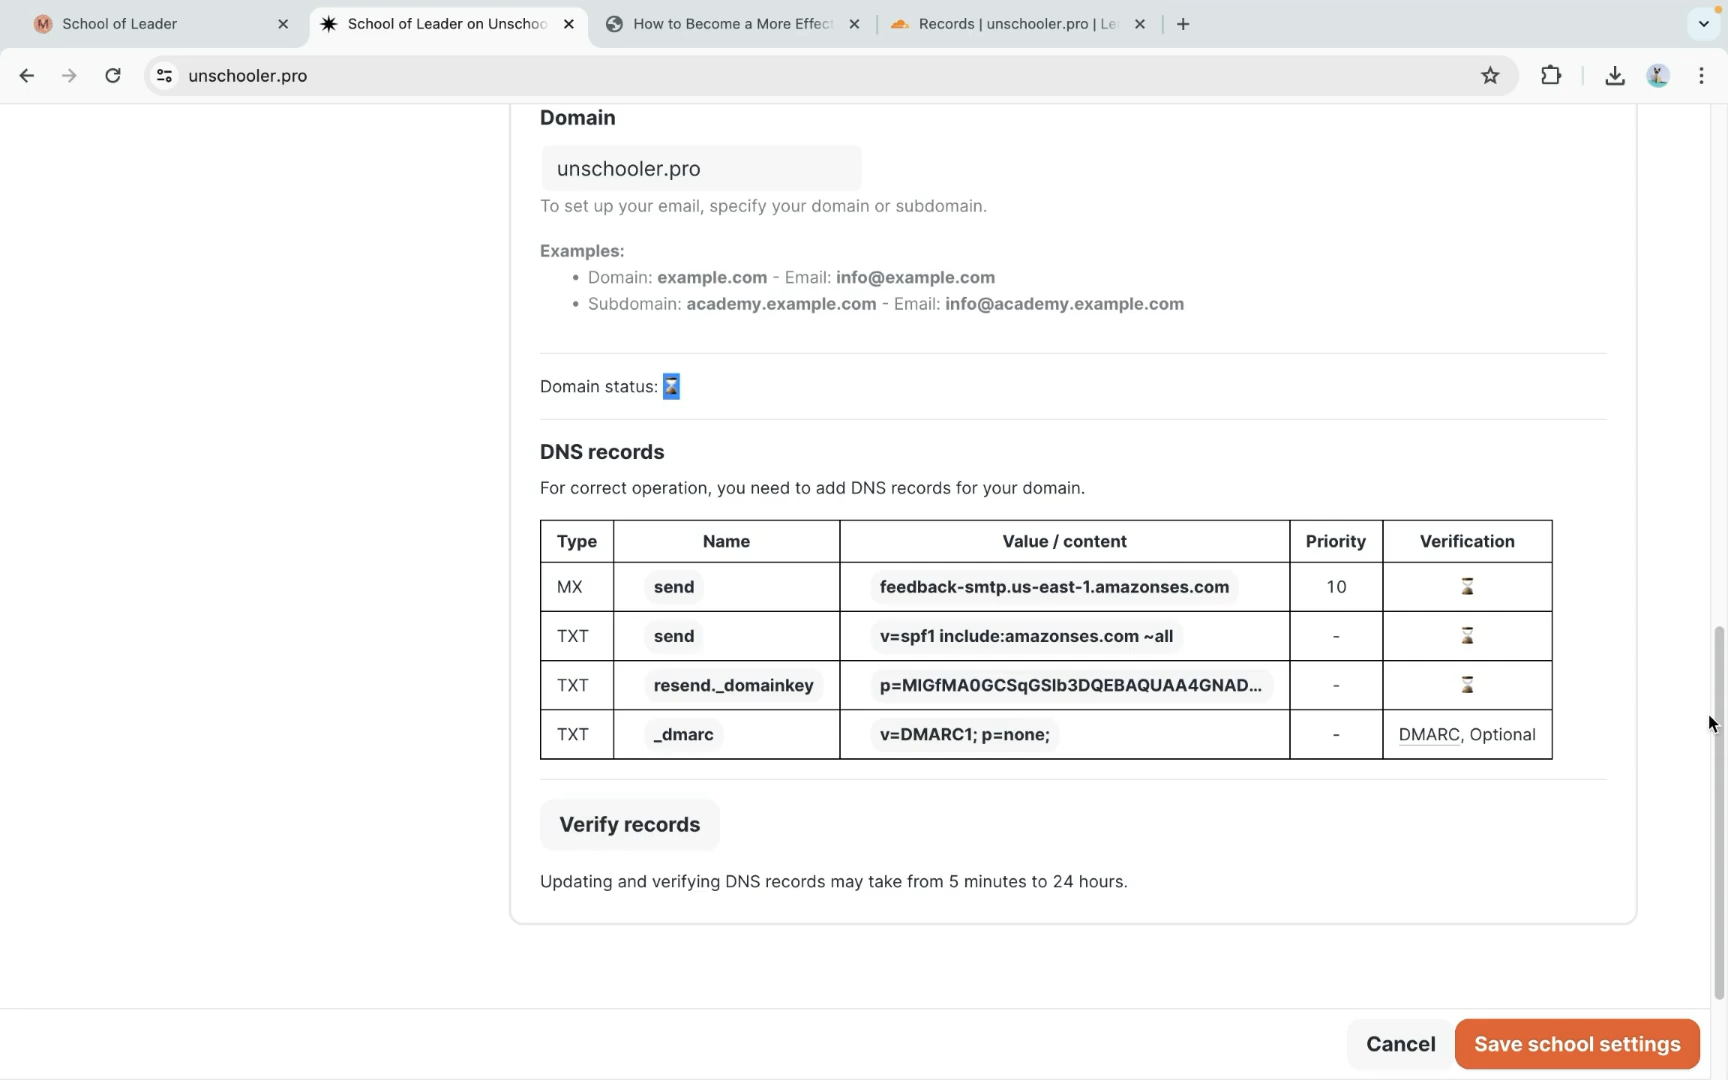 School of Leader
School of Leader on Unschoo
How to Become a More Effect
Records | unschooler.pro | Le
unschooler.pro
Domain
unschooler.pro
To set up your email, specify your domain or subdomain.
Examples:
• Domain: example.com - Email: info@example.com
• Subdomain: academy.example.com - Email: info@academy.example.com
Domain status: ⌛
DNS records
For correct operation, you need to add DNS records for your domain.
Type Name Value / content Priority Verification
MX send feedback-smtp.us-east-1.amazonses.com 10 ⌛
TXT send v=spf1 include:amazonses.com ~all - ⌛
TXT resend._domainkey p=MIGfMA0GCSqGSIb3DQEBAQUAA4GNAD... - ⌛
TXT _dmarc v=DMARC1; p=none; - DMARC, Optional
Verify records
Updating and verifying DNS records may take from 5 minutes to 24 hours.
Cancel
Save school settings